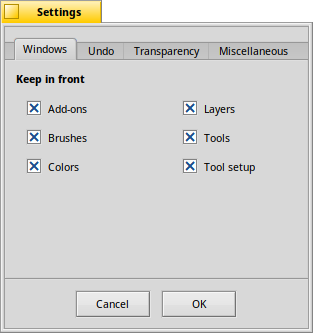 Settings
Windows Undo Transparency Miscellaneous
Keep in front
Add-ons Layers
Brushes Tools
Colors Tool setup
Cancel OK